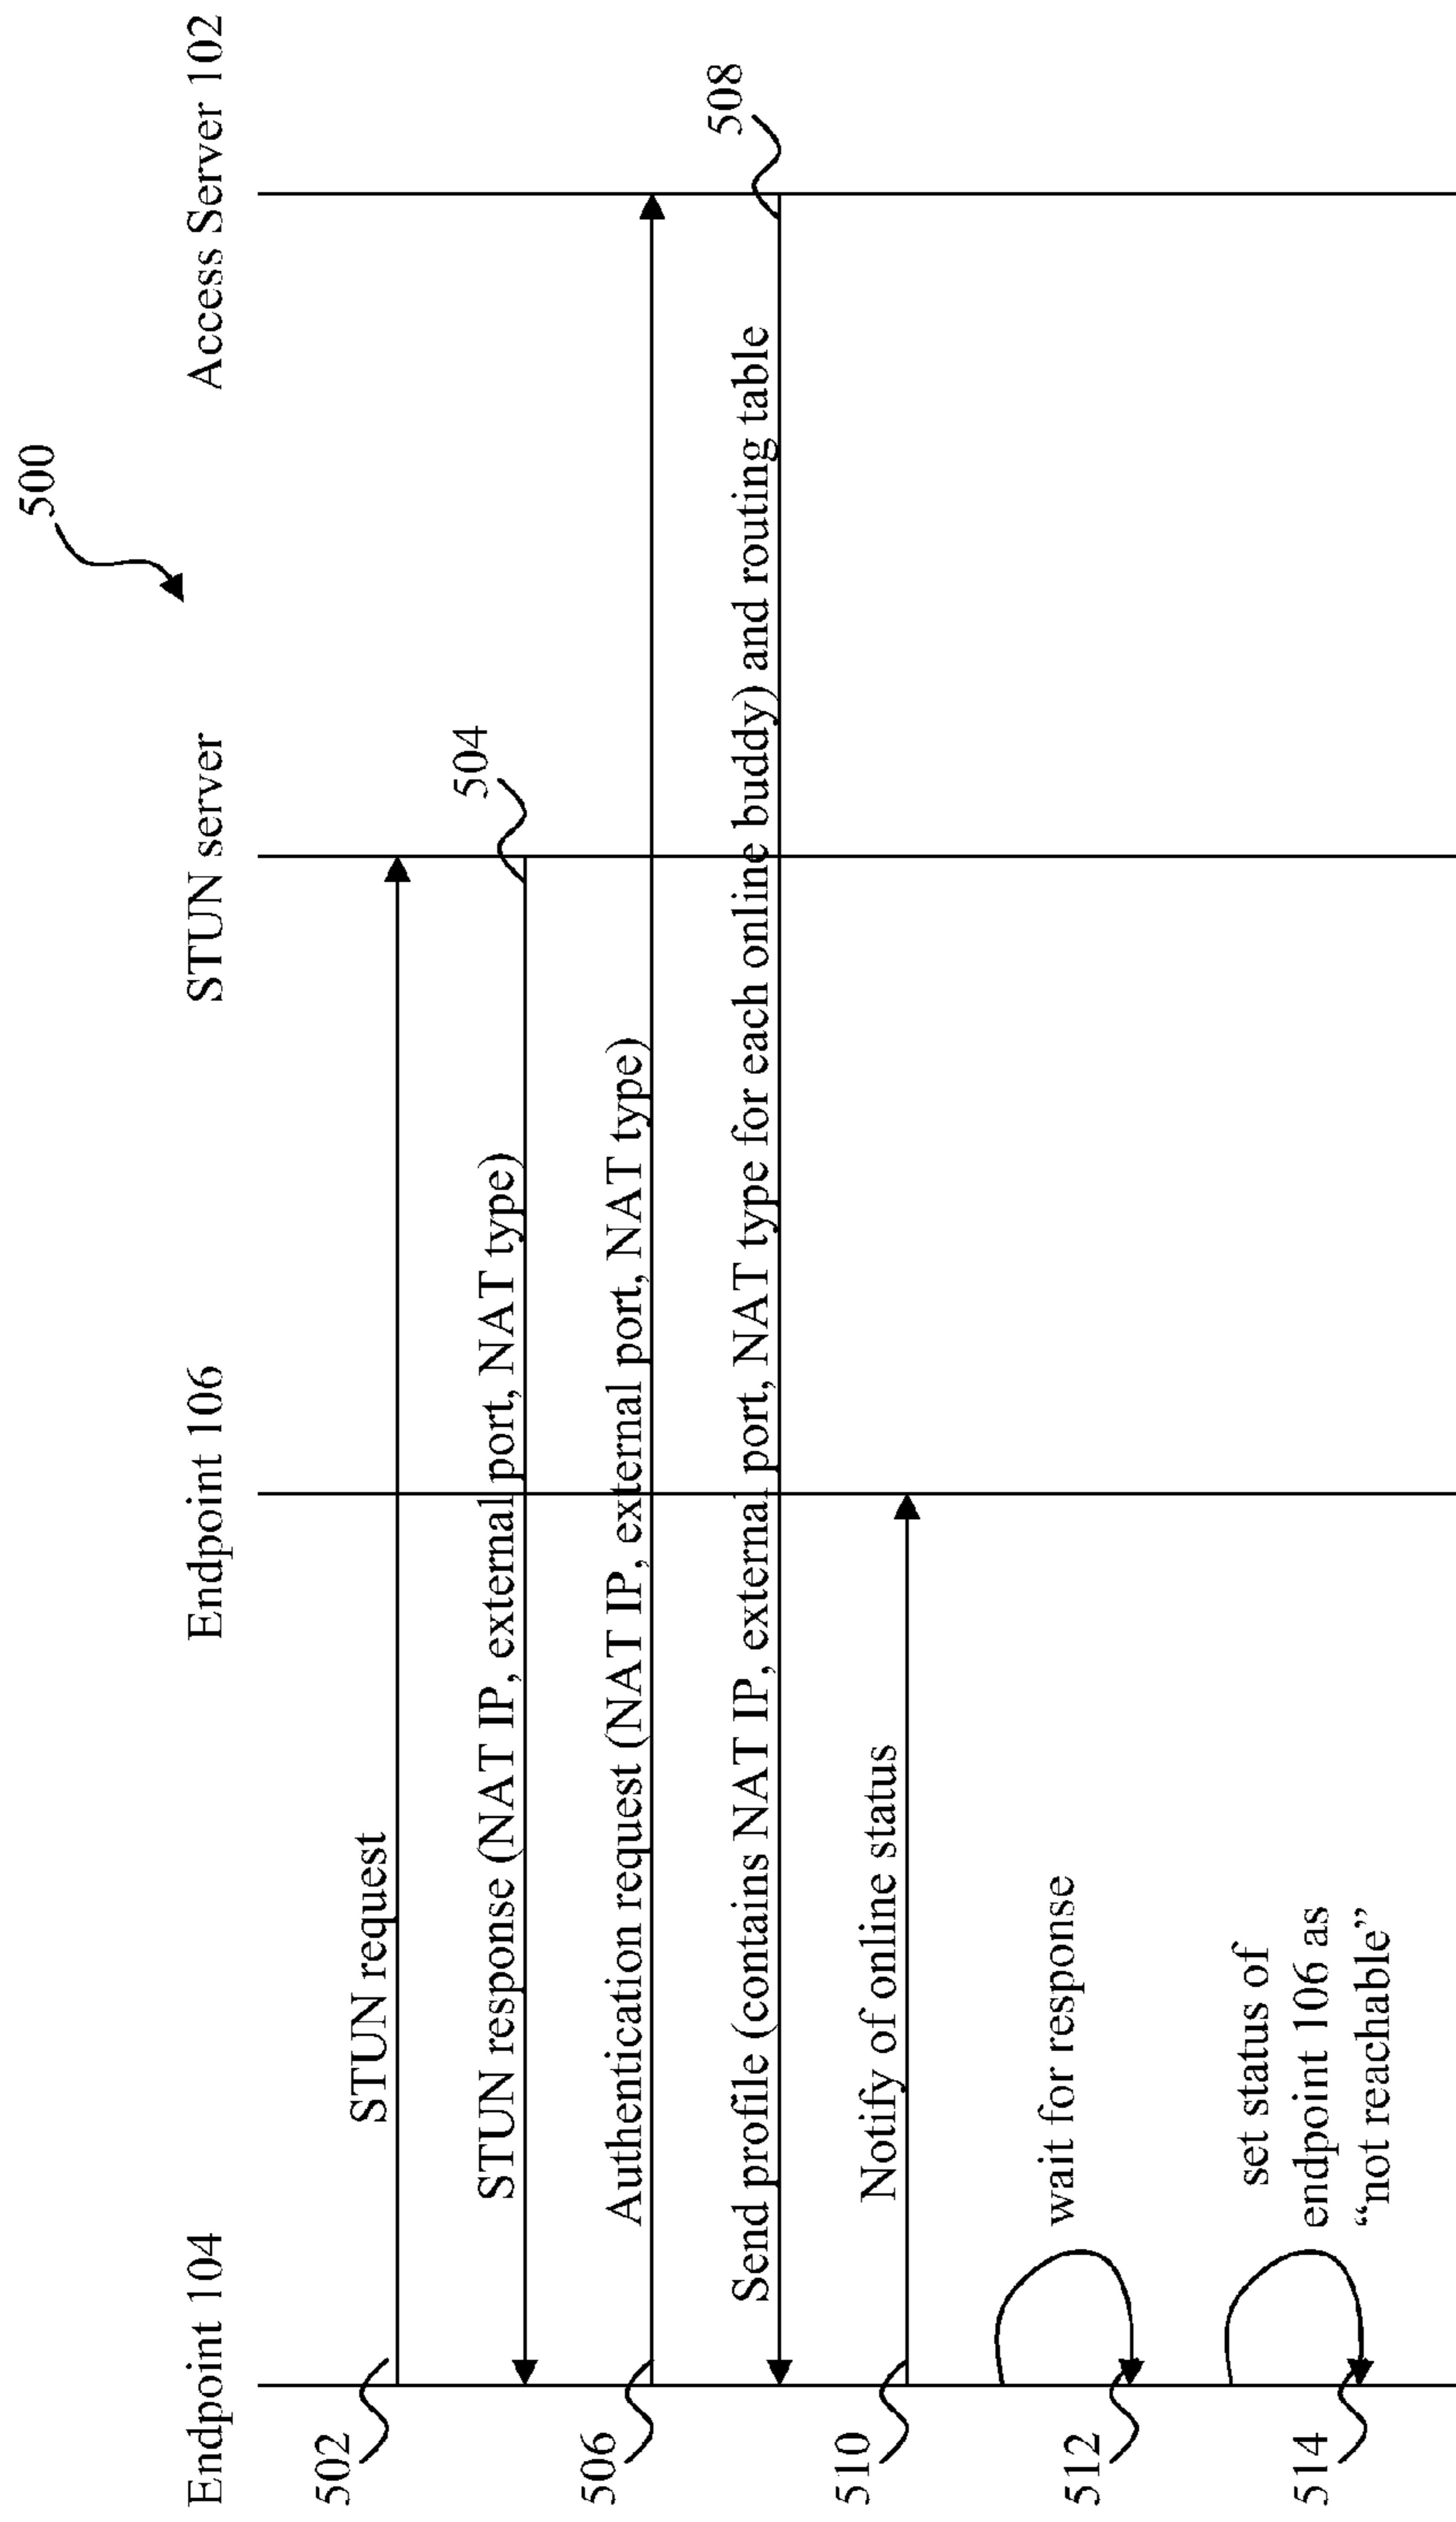 500
Endpoint 104
Endpoint 106
STUN server
Access Server 102
502
STUN request
504
STUN response (NAT IP, external port, NAT type)
506
Authentication request (NAT IP, external port, NAT type)
508
Send profile (contains NAT IP, external port, NAT type for each online buddy) and routing table
510
Notify of online status
512
wait for response
514
set status of
endpoint 106 as
“not reachable”